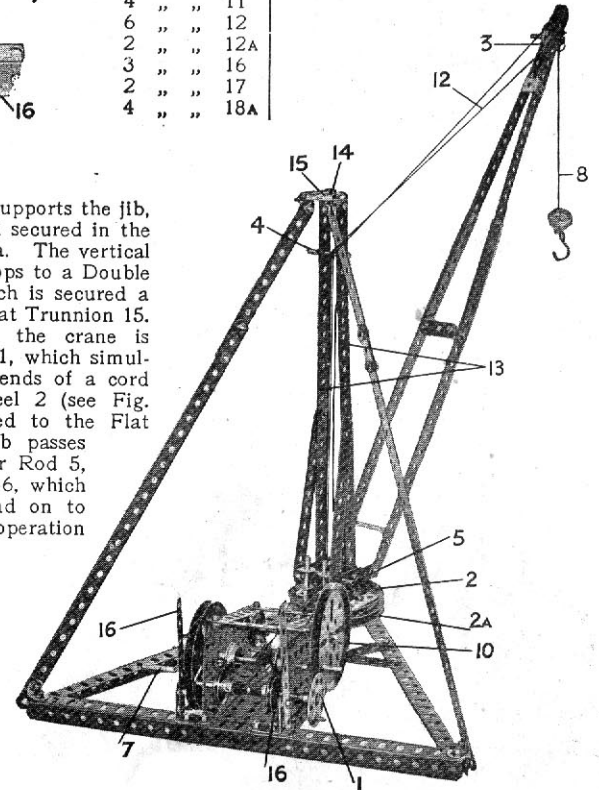 4 „ „ 11
6 „ „ 12
2 „ „ 12A
3 „ „ 16
2 „ „ 17
4 „ „ 18A
16
3
12
15 14
8
4
upports the jib,
secured in the
a. The vertical
ops to a Double
ch is secured a
at Trunnion 15.
the crane is
1, which simul-
ends of a cord
eel 2 (see Fig.
ed to the Flat
b passes
r Rod 5,
6, which
d on to
operation
13
5
2
2A
16
10
7
16
1